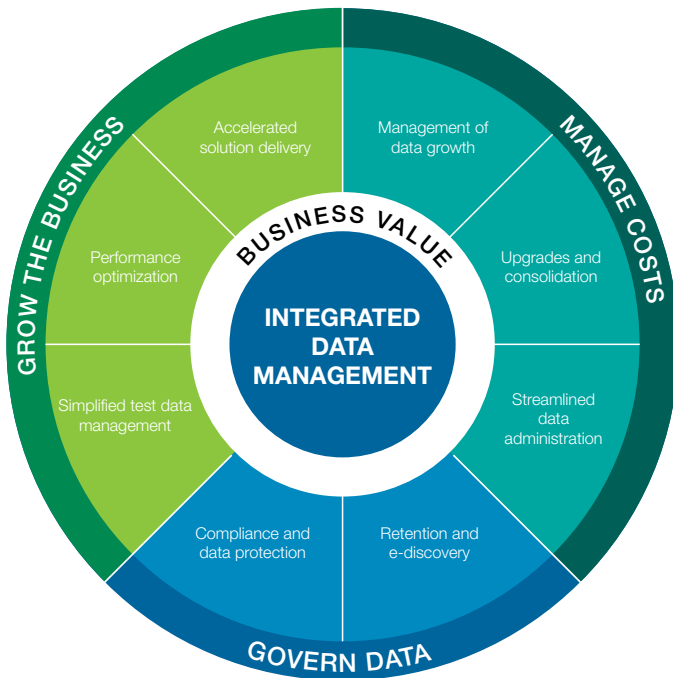 GROW THE BUSINESS
MANAGE COSTS
GOVERN DATA
BUSINESS VALUE
INTEGRATED
DATA
MANAGEMENT
Accelerated
solution delivery
Management of
data growth
Performance
optimization
Upgrades and
consolidation
Simplified test data
management
Streamlined
data
administration
Compliance and
data protection
Retention and
e-discovery